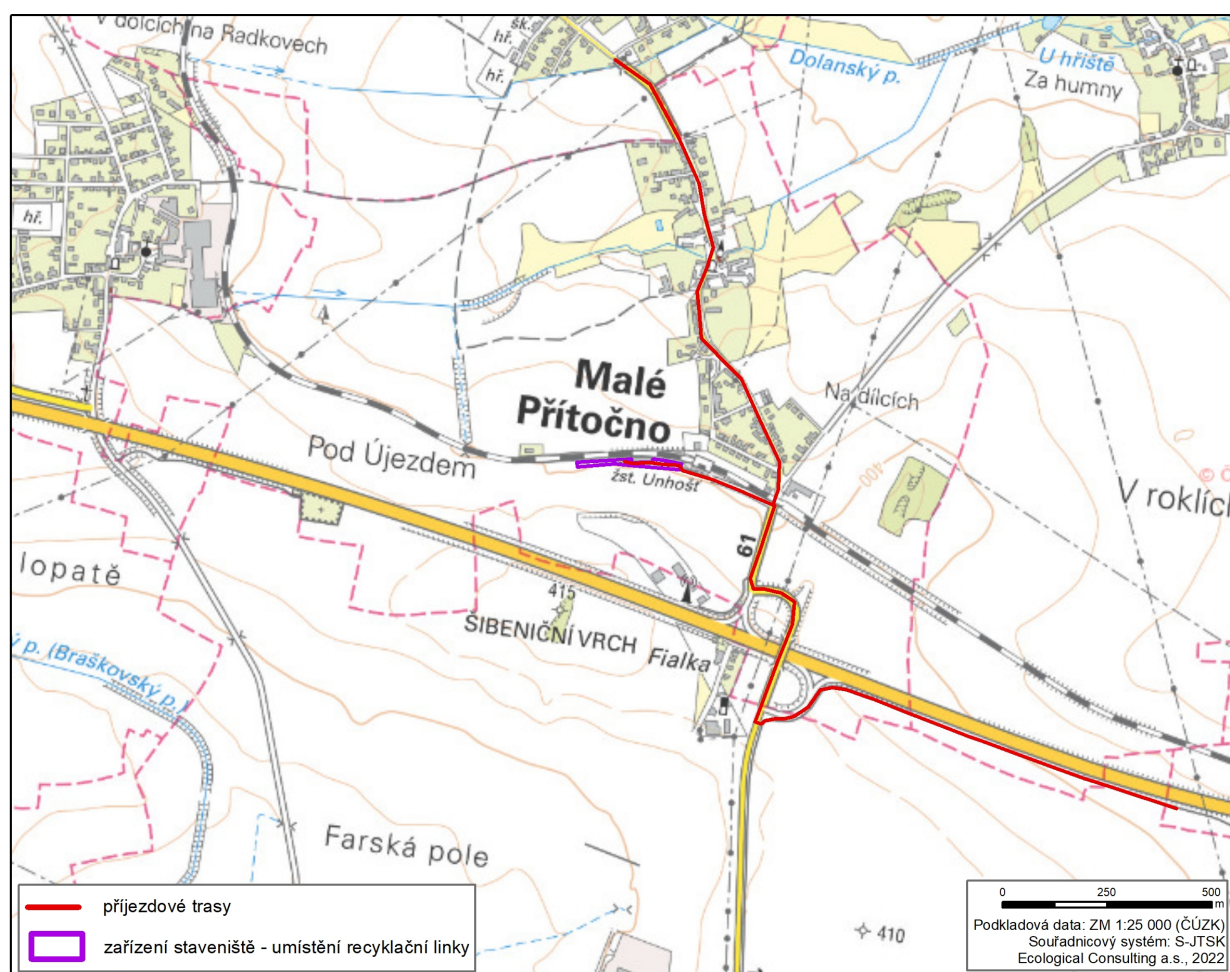 V dolcích na Radkovech
šk.
hř.
hř.
Dolanský p.
U hřiště
Za humny
hř.
Malé
Přítočno
Na dílcích
Pod Újezdem
žst. Unhošť
400
© Č
V roklích
61
lopatě
415
ŠIBENIČNÍ VRCH
Fialka
ý p. (Braškovský p.)
Farská pole
410
příjezdové trasy
zařízení staveniště - umístění recyklační linky
0 250 500
m
Podkladová data: ZM 1:25 000 (ČÚZK)
Souřadnicový systém: S-JTSK
Ecological Consulting a.s., 2022